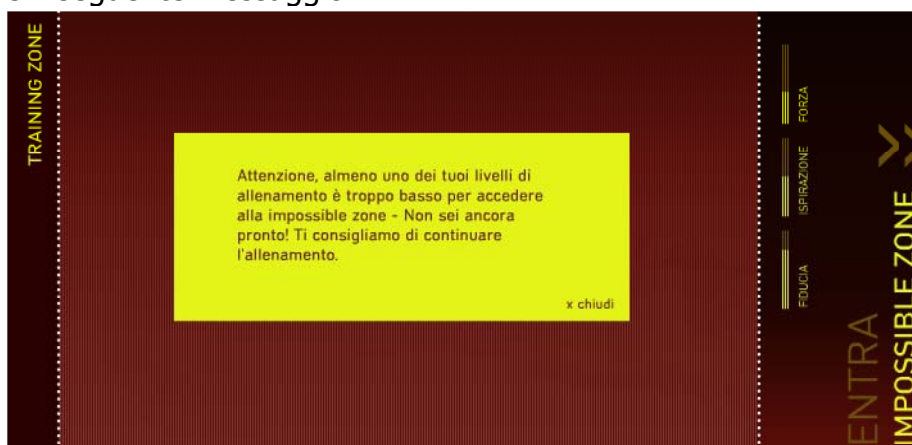 TRAINING ZONE
Attenzione, almeno uno dei tuoi livelli di
allenamento è troppo basso per accedere
alla impossible zone - Non sei ancora
pronto! Ti consigliamo di continuare
l'allenamento.
x chiudi
FORZA
ISPIRAZIONE
FIDUCIA
ENTRA
IMPOSSIBLE ZONE